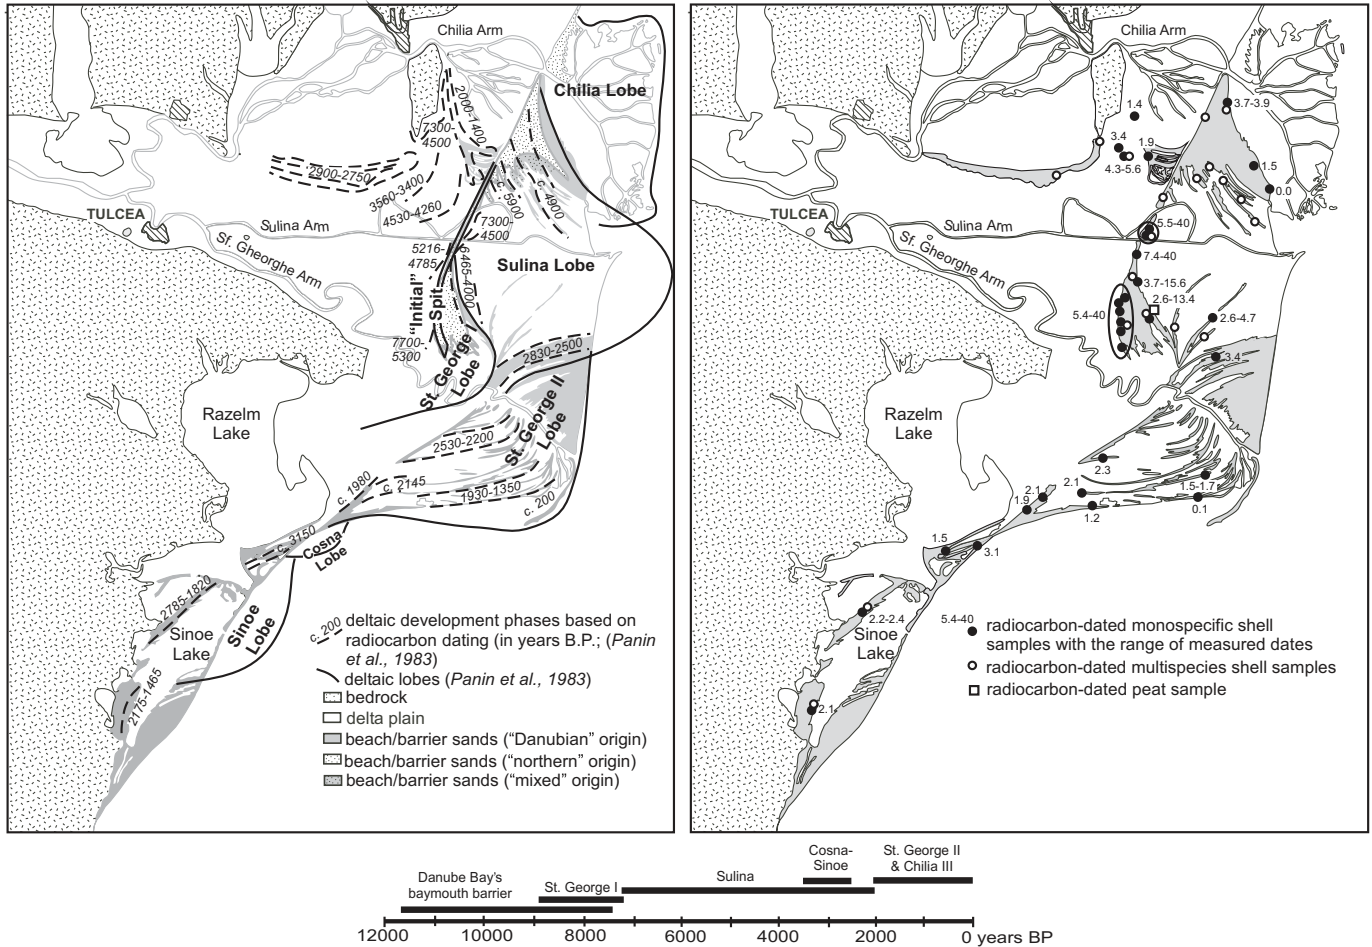 Chilia Arm
Chilia Lobe
2000-1400
7300-
4500
2900-2750
3560-3400
4530-4260
c. 5900
c. 4900
7300-
4500
TULCEA
Sulina Arm
Sf. Gheorghe Arm
5216-
4785
6465-4000
Sulina Lobe
"Initial"
Spit
7700-
5300
St. George I
Lobe
2830-2500
St. George II
Lobe
Razelm
Lake
2530-2200
c. 1980
c. 2145
1930-1350
c. 200
c. 3150
Cosna
Lobe
2785-1820
Sinoe
Lake
Sinoe
Lobe
2175-1465
c. 200
deltaic development phases based on
radiocarbon dating (in years B.P.; (Panin
et al., 1983)
deltaic lobes (Panin et al., 1983)
bedrock
delta plain
beach/barrier sands ("Danubian" origin)
beach/barrier sands ("northern" origin)
beach/barrier sands ("mixed" origin)
Chilia Arm
1.4
3.7-3.9
3.4
1.9
4.3-5.6
1.5
0.0
TULCEA
Sulina Arm
Sf. Gheorghe Arm
5.5-40
7.4-40
3.7-15.6
2.6-13.4
5.4-40
2.6-4.7
3.4
Razelm
Lake
2.3
2.1
1.5-1.7
2.1
1.9
1.2
0.1
1.5
3.1
2.2-2.4
Sinoe
Lake
2.1
5.4-40
radiocarbon-dated monospecific shell
samples with the range of measured dates
radiocarbon-dated multispecies shell samples
radiocarbon-dated peat sample
Danube Bay's
baymouth barrier
St. George I
Sulina
Cosna-
Sinoe
St. George II
& Chilia III
12000 10000 8000 6000 4000 2000 0 years BP